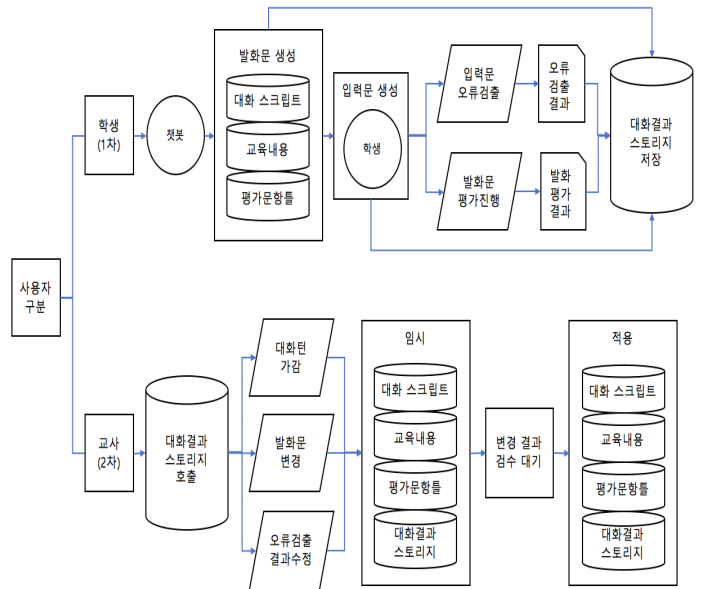 발화문 생성
대화 스크립트
교육내용
평가문항틀
학생
(1차)
챗봇
입력문 생성
학생
입력문
오류검출
오류
검출
결과
발화문
평가진행
발화
평가
결과
대화결과
스토리지
저장
사용자
구분
교사
(2차)
대화결과
스토리지
호출
대화턴
가감
발화문
변경
오류검출
결과수정
임시
대화 스크립트
교육내용
평가문항틀
대화결과
스토리지
변경 결과
검수 대기
적용
대화 스크립트
교육내용
평가문항틀
대화결과
스토리지